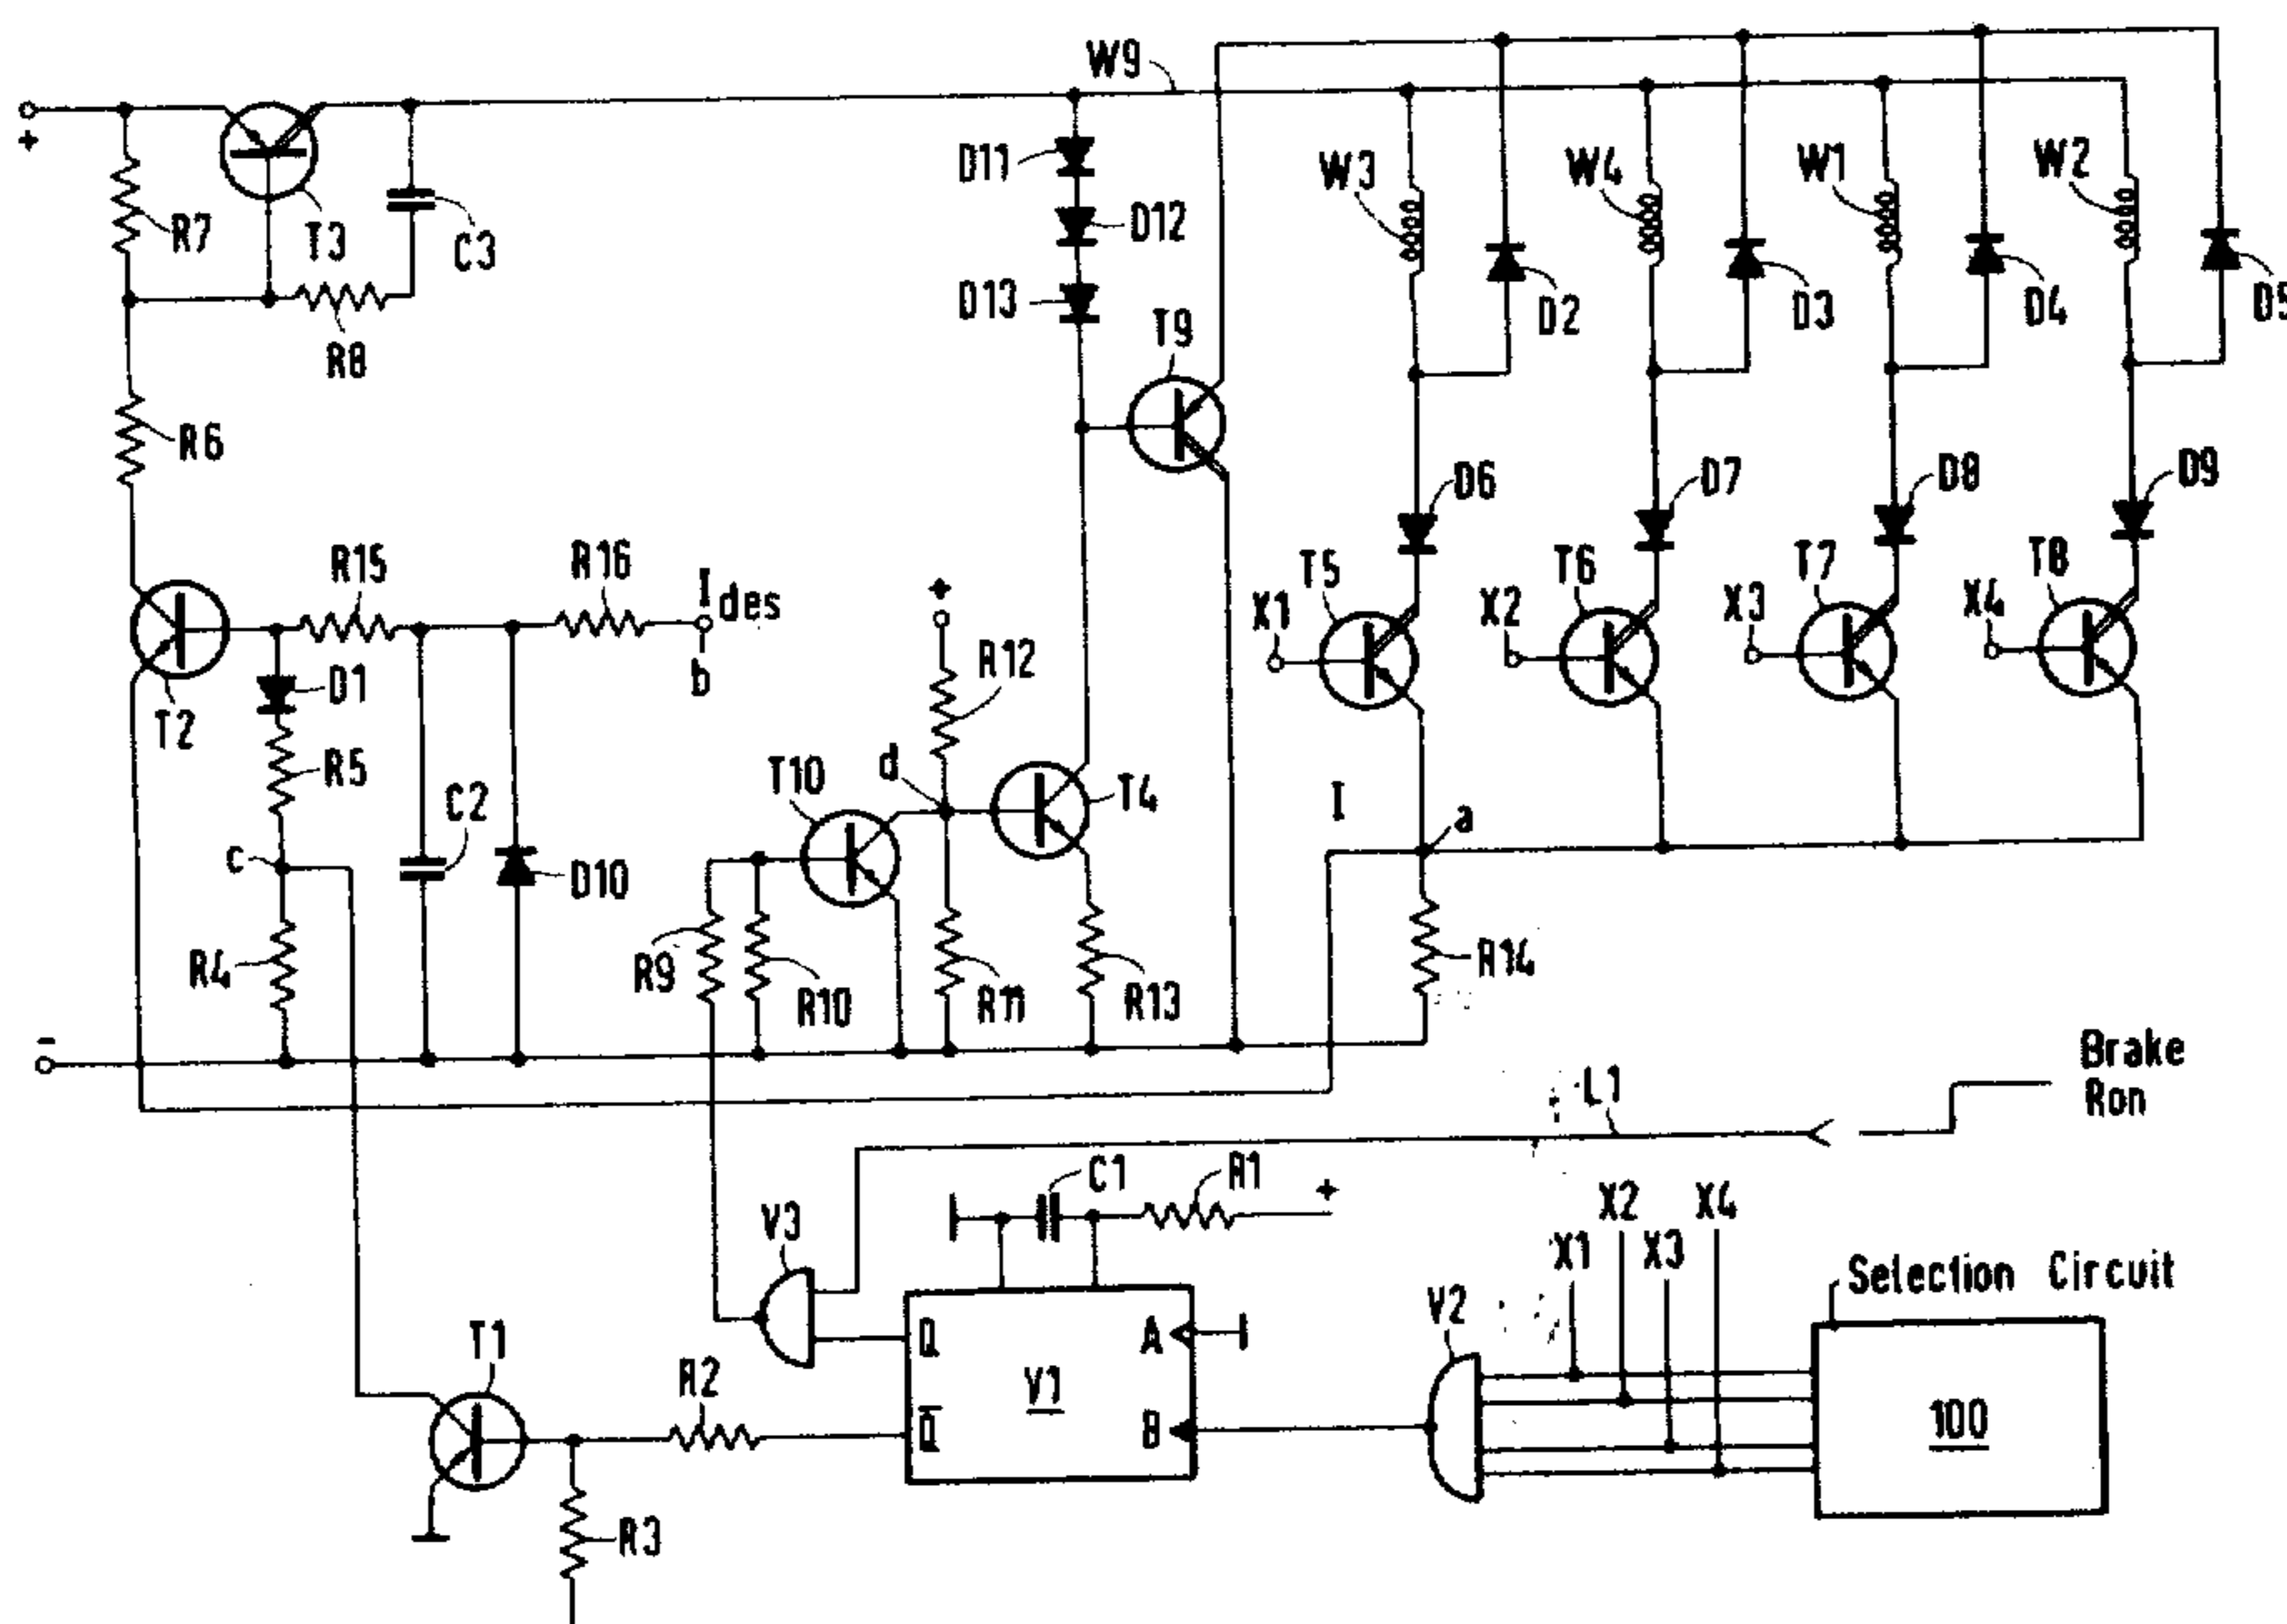 W9
+
R7
T3
C3
R8
D11
D12
D13
W3
W4
W1
W2
D2
D3
D4
D5
T9
R6
D6
D7
D8
D9
R15
R16
I des
b
+
R12
X1
T5
X2
T6
X3
T7
X4
T8
T2
D1
R5
C2
c
R4
D10
T10
d
T4
I
a
R9
R10
R11
R13
R14
-
L1
Brake
Ron
C1
R1
+
V3
X1
X2
X3
X4
Selection Circuit
V2
T1
R2
Q
A
V1
Q̅
B
100
R3